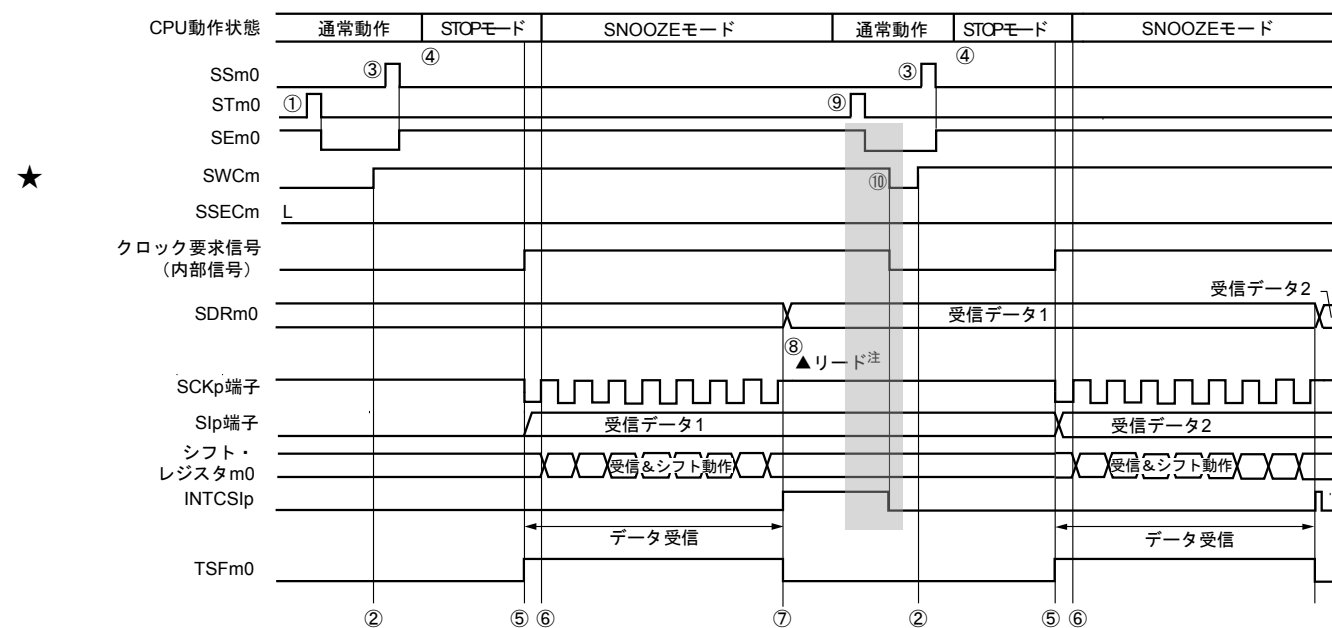 CPU動作状態 通常動作 STOPモード SNOOZEモード 通常動作 STOPモード SNOOZEモード
③ ④ ③ ④
SSm0
STm0 ① ⑨
SEm0
★ SWCm ⑩
SSECm L
クロック要求信号
（内部信号）
受信データ2
SDRm0 受信データ1
⑧
▲リード注
SCKp端子
SIp端子 受信データ1 受信データ2
シフト・
レジスタm0 受信&シフト動作 受信&シフト動作
INTCSIp
データ受信 データ受信
TSFm0
② ⑤ ⑥ ⑦ ② ⑤ ⑥